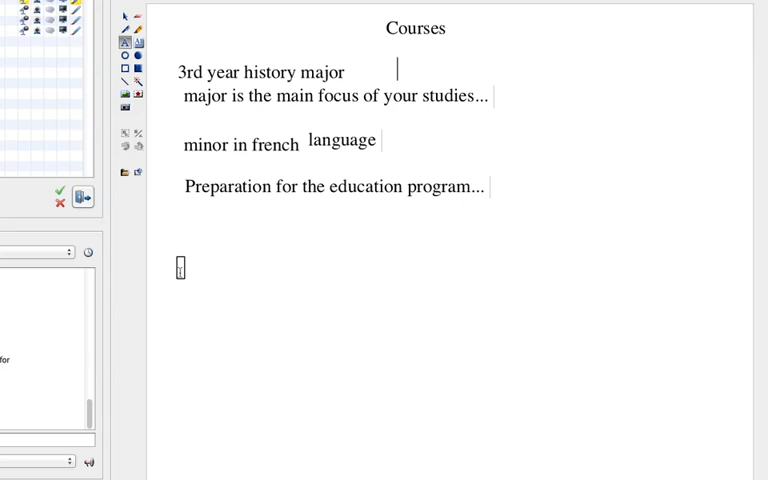 Courses
3rd year history major
major is the main focus of your studies...
minor in french language
Preparation for the education program...
for